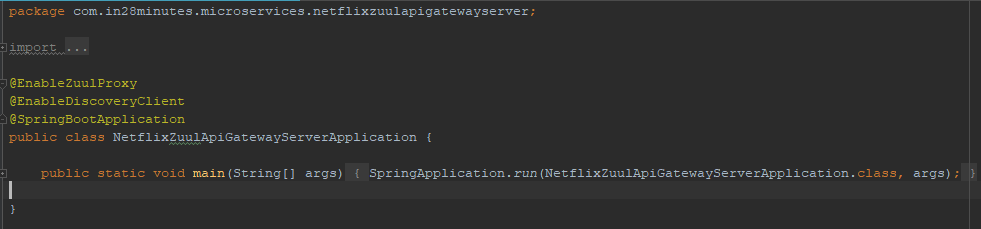 package com.in28minutes.microservices.netflixzuulapigatewayserver;
import ...
@EnableZuulProxy
@EnableDiscoveryClient
@SpringBootApplication
public class NetflixZuulApiGatewayServerApplication {
public static void main(String[] args) { SpringApplication.run(NetflixZuulApiGatewayServerApplication.class, args); }
}